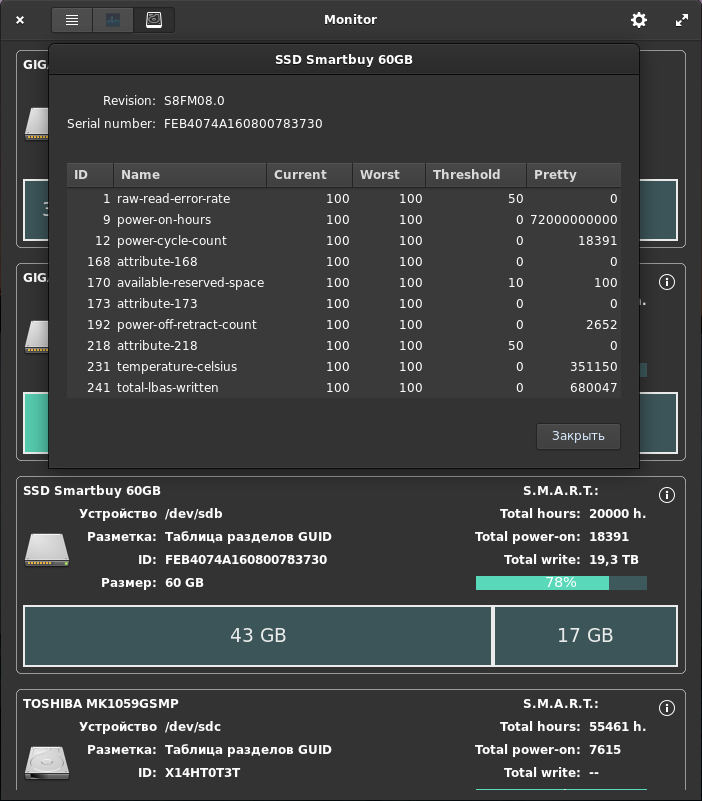 Monitor
GIG
SSD Smartbuy 60GB
Revision: S8FM08.0
Serial number: FEB4074A160800783730
ID Name Current Worst Threshold Pretty
1 raw-read-error-rate 100 100 50 0
9 power-on-hours 100 100 0 72000000000
12 power-cycle-count 100 100 0 18391
168 attribute-168 100 100 0 0
170 available-reserved-space 100 100 10 100
173 attribute-173 100 100 0 0
192 power-off-retract-count 100 100 0 2652
218 attribute-218 100 100 50 0
231 temperature-celsius 100 100 0 351150
241 total-lbas-written 100 100 0 680047
Закрыть
GIG
SSD Smartbuy 60GB S.M.A.R.T.:
Устройство /dev/sdb Total hours: 20000 h.
Разметка: Таблица разделов GUID Total power-on: 18391
ID: FEB4074A160800783730 Total write: 19,3 TB
Размер: 60 GB 78%
43 GB 17 GB
TOSHIBA MK1059GSMP S.M.A.R.T.:
Устройство /dev/sdc Total hours: 55461 h.
Разметка: Таблица разделов GUID Total power-on: 7615
ID: X14HT0T3T Total write: --